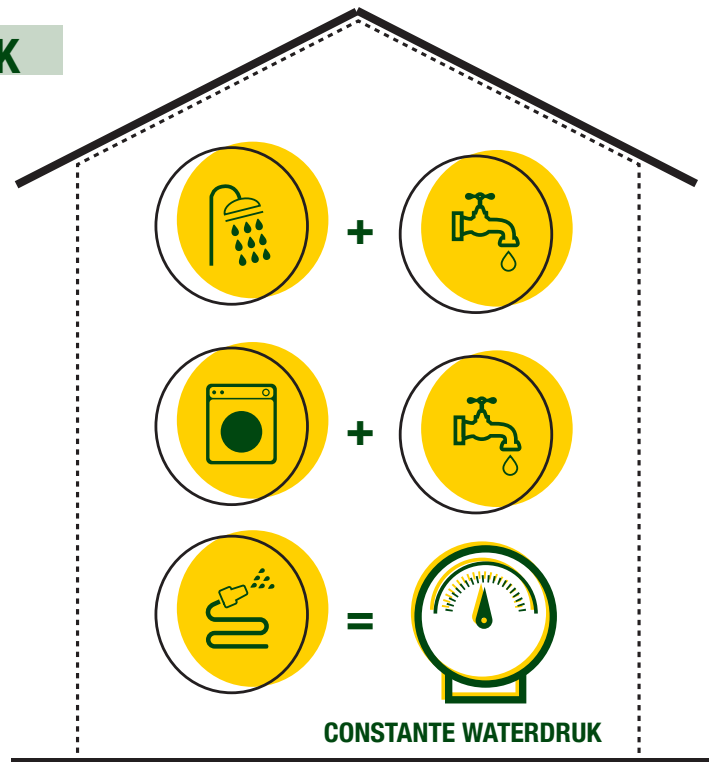 K
+
+
=
CONSTANTE WATERDRUK